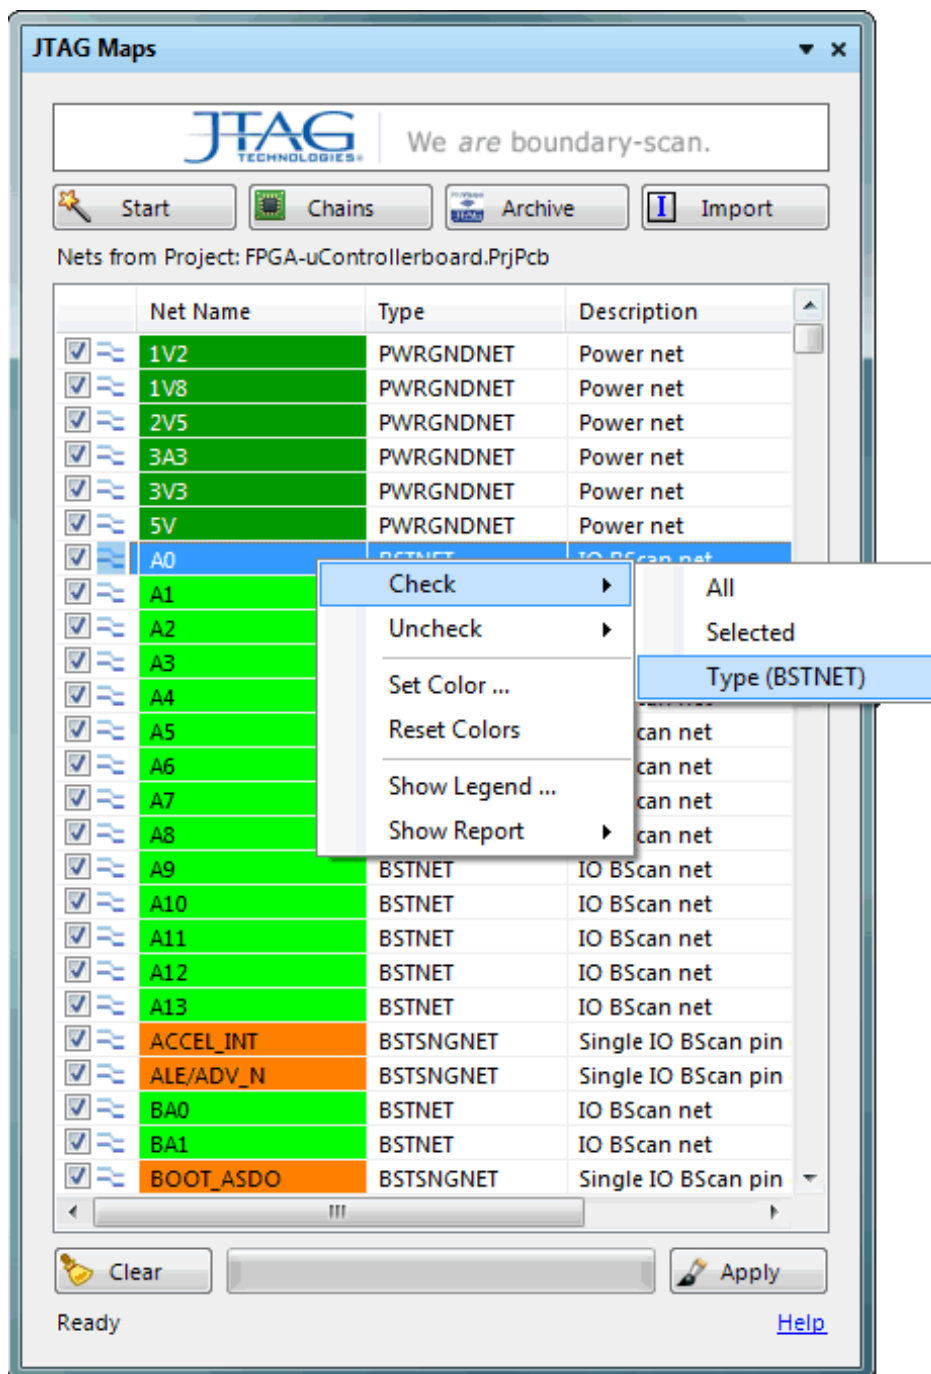 JTAG Maps
JTAG TECHNOLOGIES® We are boundary-scan.
Start Chains Archive Import
Nets from Project: FPGA-uControllerboard.PrjPcb
Net Name Type Description
1V2 PWRGNDNET Power net
1V8 PWRGNDNET Power net
2V5 PWRGNDNET Power net
3A3 PWRGNDNET Power net
3V3 PWRGNDNET Power net
5V PWRGNDNET Power net
A0 BSTNET IO BScan net
A1 Check All
A2 Uncheck Selected
A3 Type (BSTNET)
A4 Set Color ... can net
A5 Reset Colors can net
A6 can net
A7 Show Legend ... can net
A8 Show Report can net
A9 BSTNET IO BScan net
A10 BSTNET IO BScan net
A11 BSTNET IO BScan net
A12 BSTNET IO BScan net
A13 BSTNET IO BScan net
ACCEL_INT BSTSNGNET Single IO BScan pin
ALE/ADV_N BSTSNGNET Single IO BScan pin
BA0 BSTNET IO BScan net
BA1 BSTNET IO BScan net
BOOT_ASDO BSTSNGNET Single IO BScan pin
Clear Apply
Ready Help